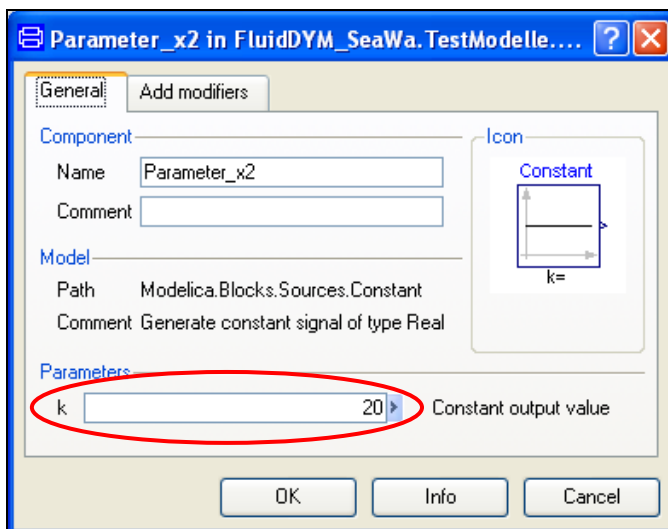 Parameter_x2 in FluidDYM_SeaWa.TestModelle....
General Add modifiers
Component
Name Parameter_x2
Comment
Icon
Constant
k=
Model
Path Modelica.Blocks.Sources.Constant
Comment Generate constant signal of type Real
Parameters
k 20 Constant output value
OK Info Cancel